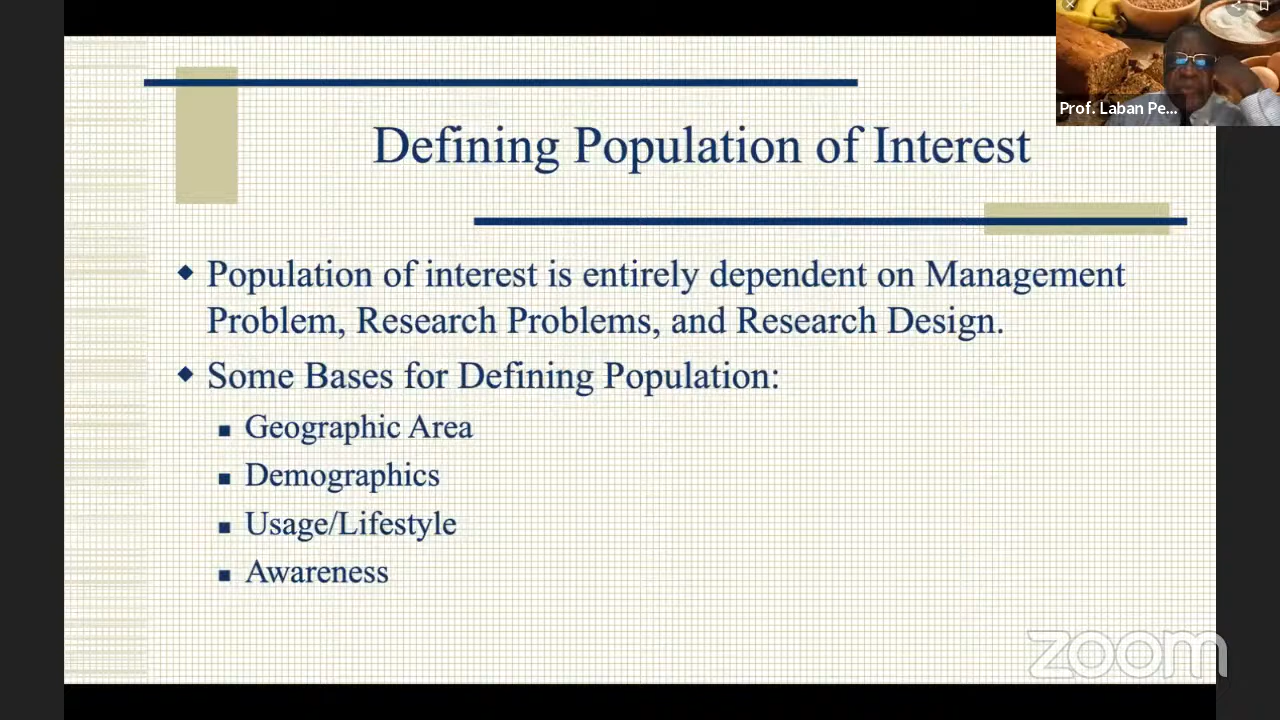 Prof. Laban Pe...
Defining Population of Interest
Population of interest is entirely dependent on Management
Problem, Research Problems, and Research Design.
Some Bases for Defining Population:
Geographic Area
Demographics
Usage/Lifestyle
Awareness
zoom